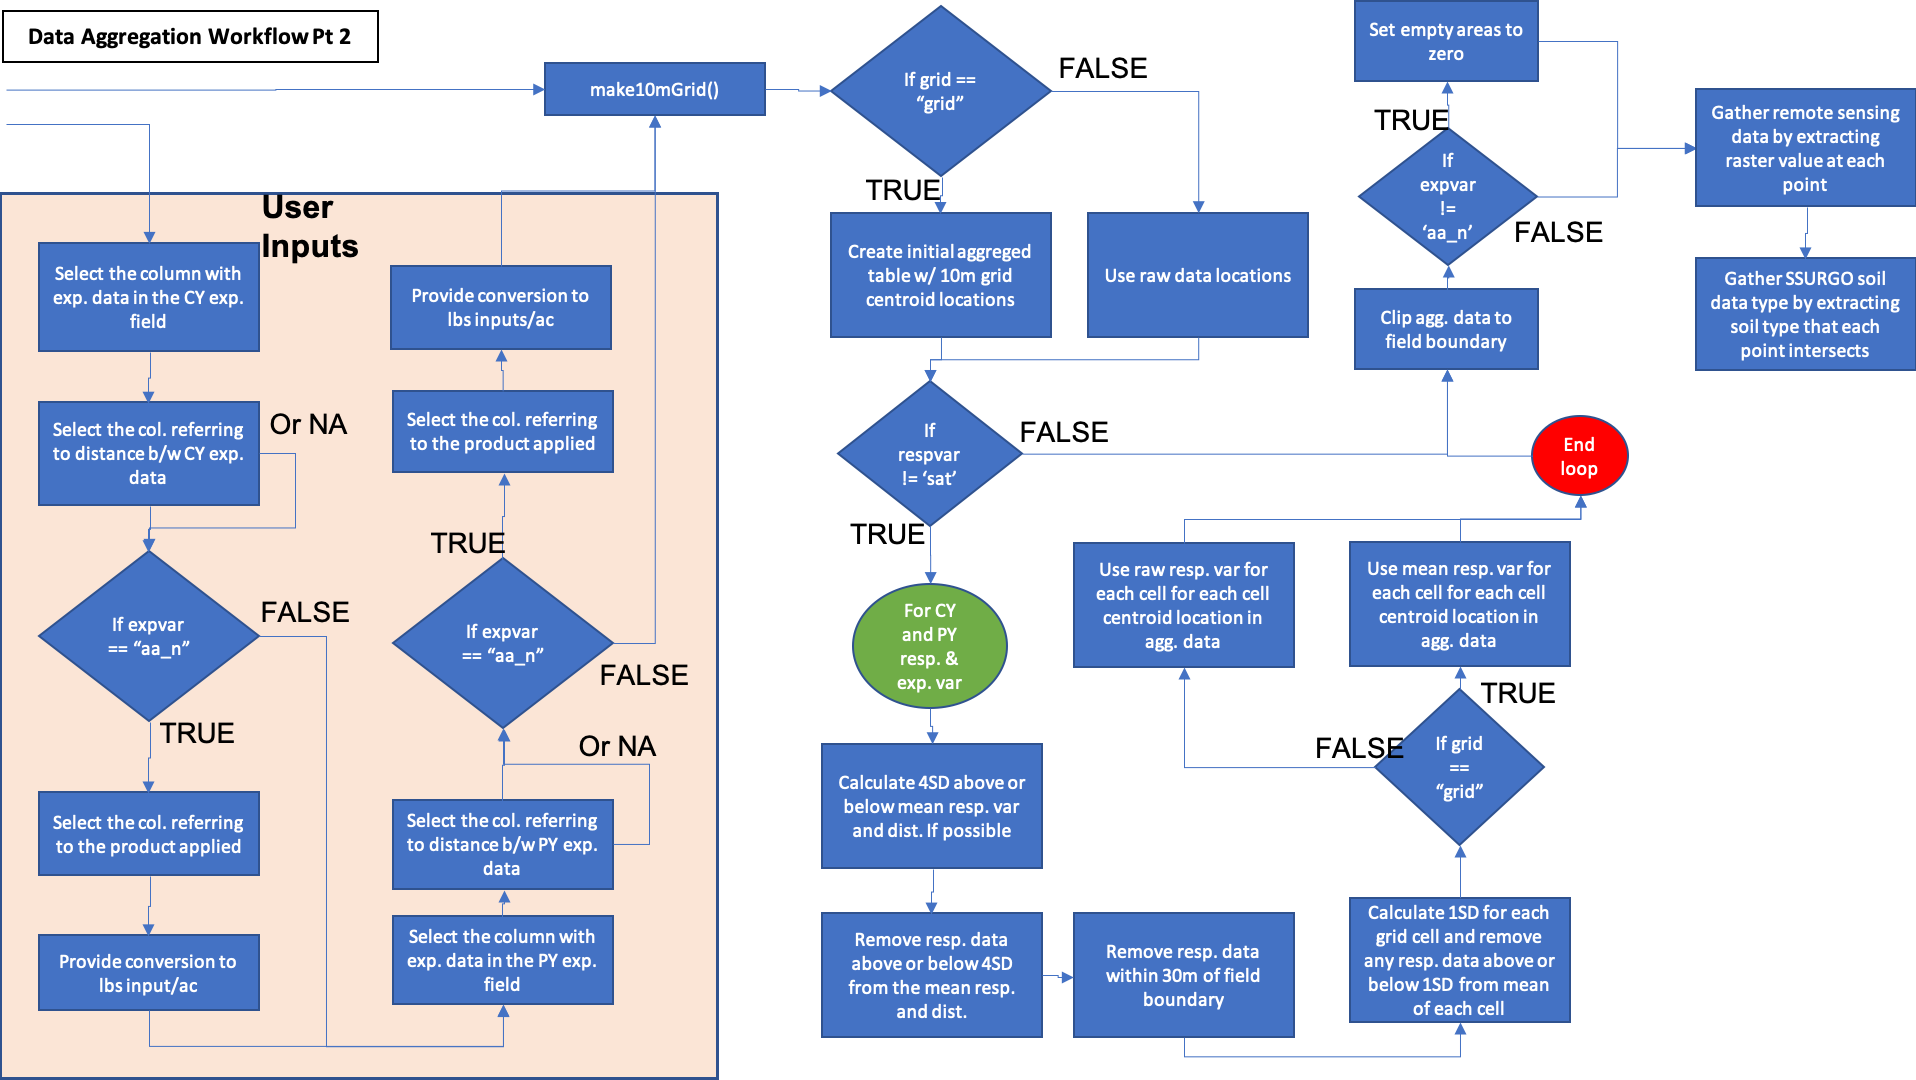 Data Aggregation Workflow Pt 2
User
Inputs
Select the column with
exp. data in the CY exp.
field
Select the col. referring
to distance b/w CY exp.
data
Or NA
If expvar
== “aa_n”
FALSE
TRUE
Select the col. referring
to the product applied
Provide conversion to
lbs input/ac
Select the column with
exp. data in the PY exp.
field
Select the col. referring
to distance b/w PY exp.
data
Or NA
If expvar
== “aa_n”
FALSE
TRUE
Select the col. referring
to the product applied
Provide conversion to
lbs inputs/ac
make10mGrid()
If grid ==
“grid”
FALSE
TRUE
Create initial aggreged
table w/ 10m grid
centroid locations
Use raw data locations
If
respvar
!= ‘sat’
FALSE
TRUE
For CY
and PY
resp. &
exp. var
Calculate 4SD above or
below mean resp. var
and dist. If possible
Remove resp. data
above or below 4SD
from the mean resp.
and dist.
Remove resp. data
within 30m of field
boundary
Calculate 1SD for each
grid cell and remove
any resp. data above or
below 1SD from mean
of each cell
If grid
==
“grid”
FALSE
TRUE
Use raw resp. var for
each cell for each cell
centroid location in
agg. data
Use mean resp. var for
each cell for each cell
centroid location in
agg. data
End
loop
Clip agg. data to
field boundary
If
expvar
!=
‘aa_n’
TRUE
FALSE
Set empty areas to
zero
Gather remote sensing
data by extracting
raster value at each
point
Gather SSURGO soil
data type by extracting
soil type that each
point intersects